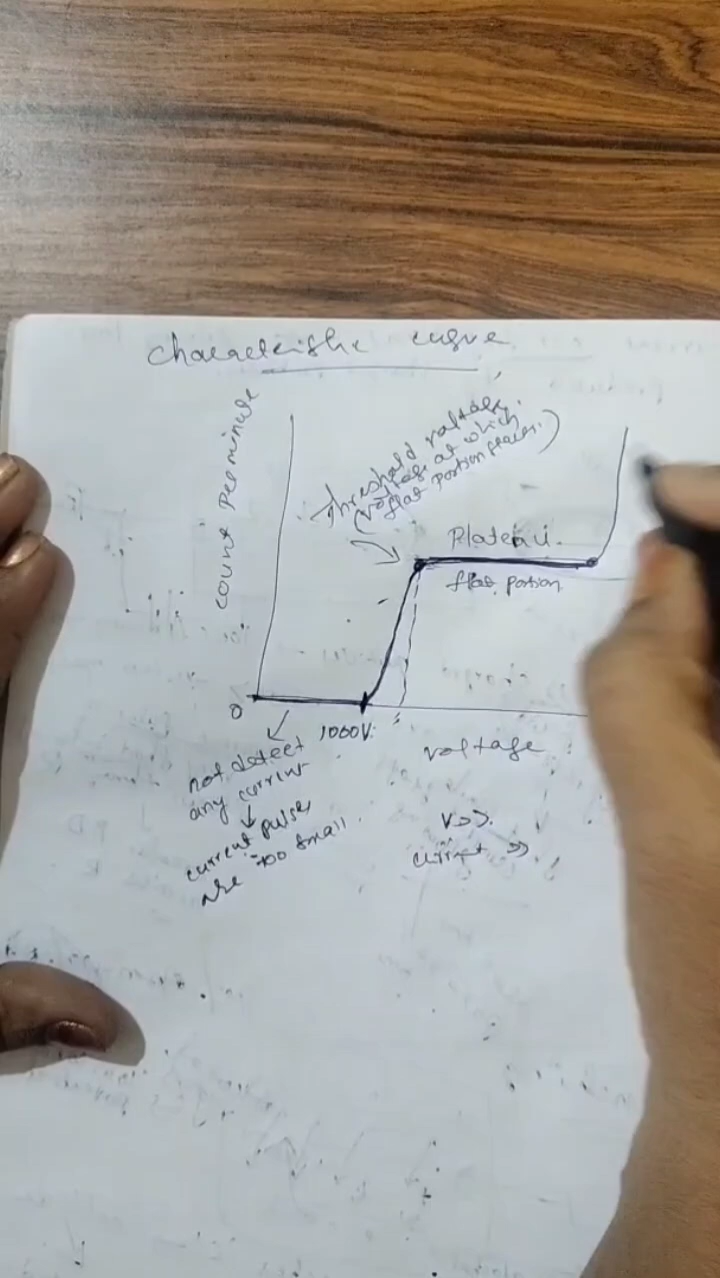 characteristic curve
count per minute
Threshold voltage.
(voltage at which
flat portion starts.)
Plateau.
flat portion
0
1000V.
voltage
not detect
any current
current pulses
are too small.
V>>.
current >>